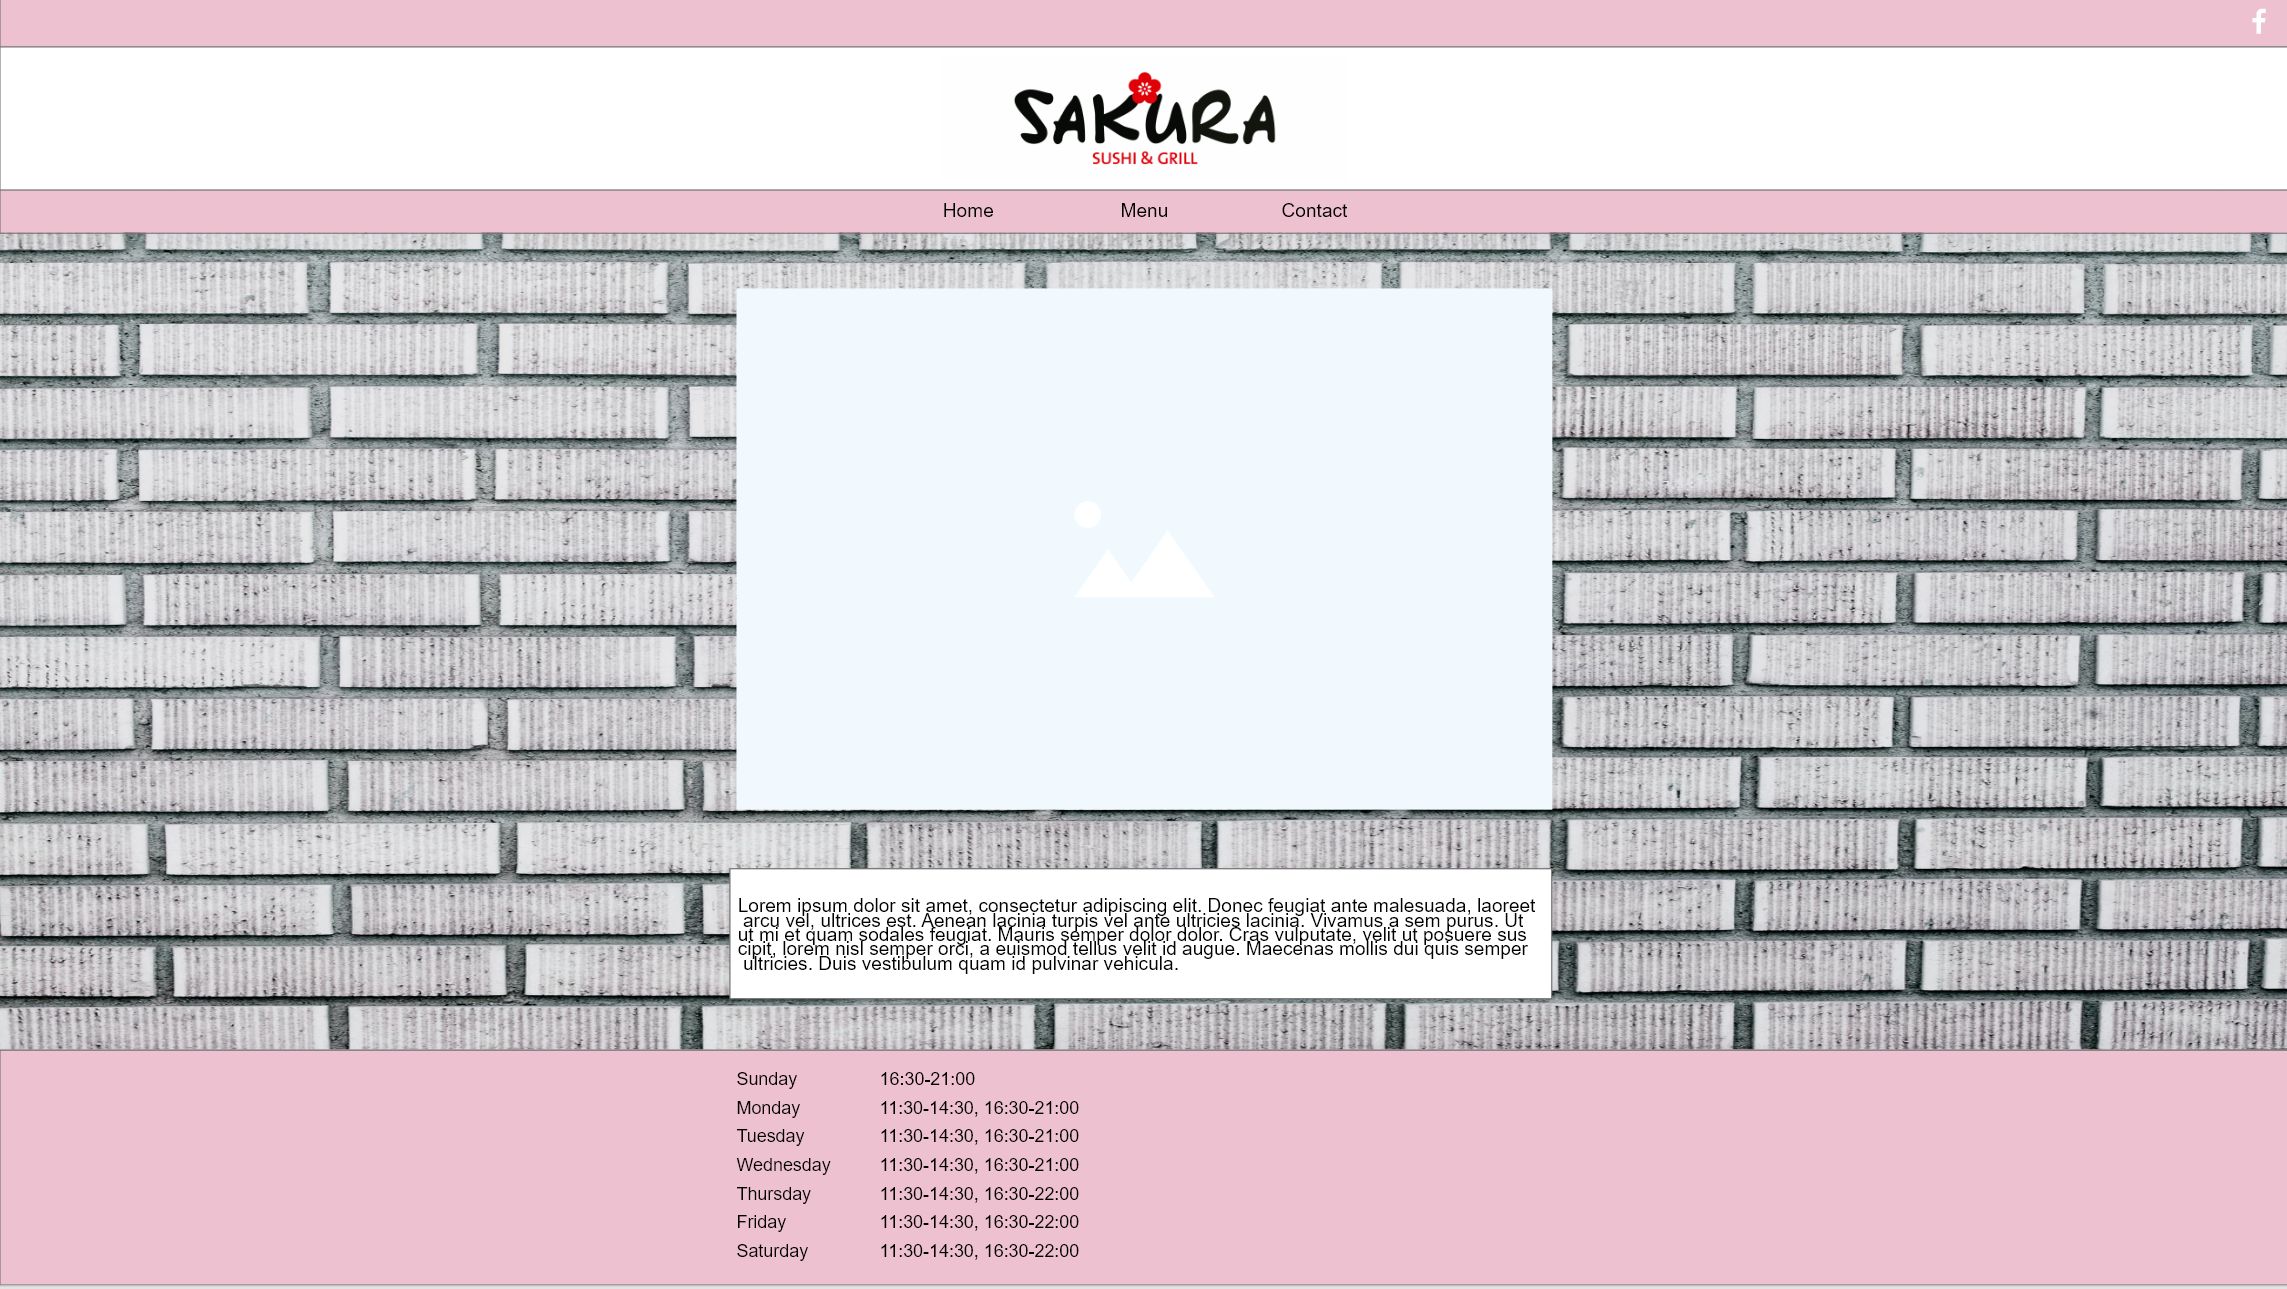 SAKURA
SUSHI & GRILL
Home Menu Contact
Lorem ipsum dolor sit amet, consectetur adipiscing elit. Donec feugiat ante malesuada, laoreet
arcu vel, ultrices est. Aenean lacinia turpis vel ante ultricies lacinia. Vivamus a sem purus. Ut
ut mi et quam sodales feugiat. Mauris semper dolor dolor. Cras vulputate, velit ut posuere sus
cipit, lorem nisl semper orci, a euismod tellus velit id augue. Maecenas mollis dui quis semper
ultricies. Duis vestibulum quam id pulvinar vehicula.
Sunday 16:30-21:00
Monday 11:30-14:30, 16:30-21:00
Tuesday 11:30-14:30, 16:30-21:00
Wednesday 11:30-14:30, 16:30-21:00
Thursday 11:30-14:30, 16:30-22:00
Friday 11:30-14:30, 16:30-22:00
Saturday 11:30-14:30, 16:30-22:00